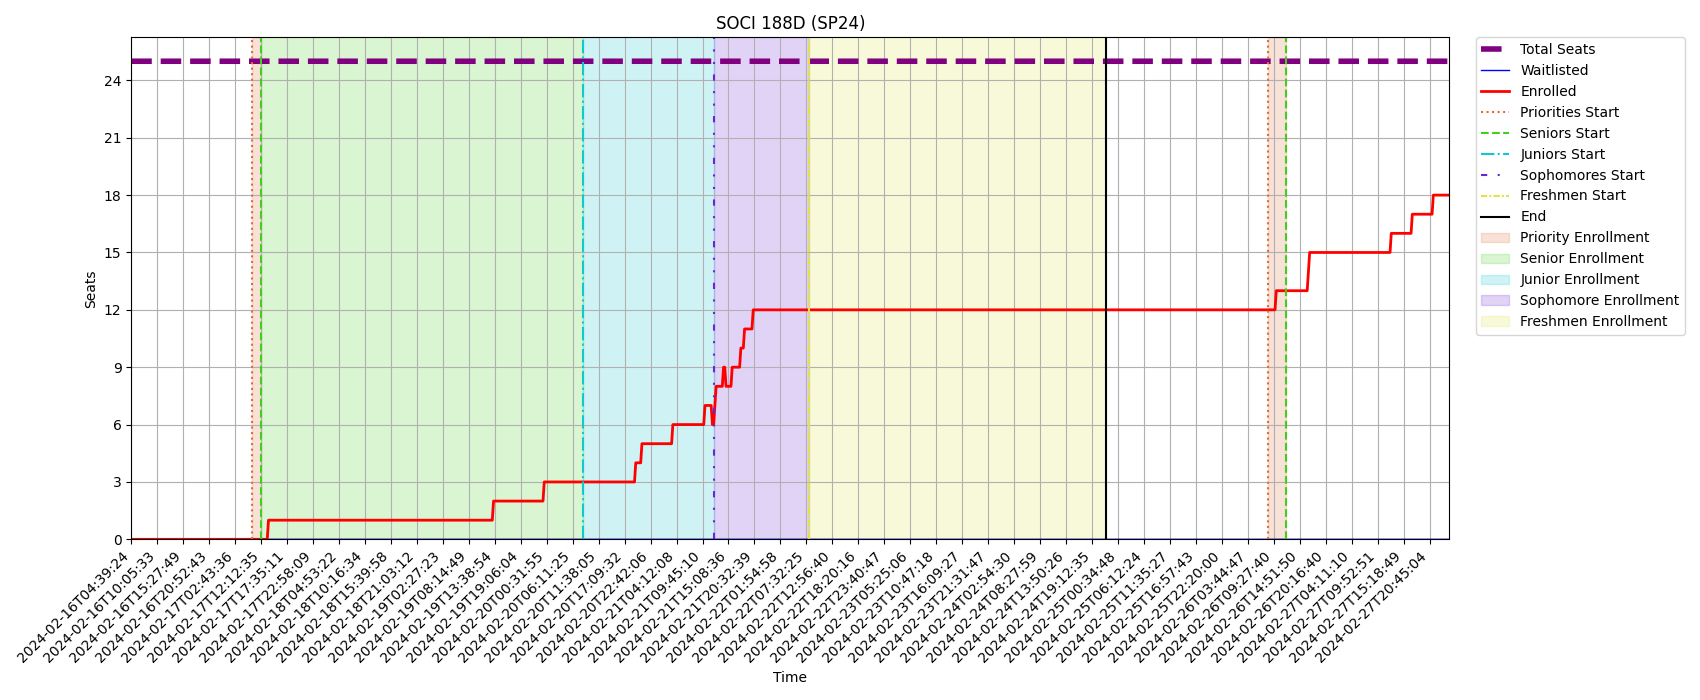 SOCI 188D (SP24)
Seats
24
21
18
15
12
9
6
3
0
2024-02-16T04:39:24
2024-02-16T10:05:33
2024-02-16T15:27:49
2024-02-16T20:52:43
2024-02-17T02:43:36
2024-02-17T12:12:35
2024-02-17T17:35:11
2024-02-17T22:58:09
2024-02-18T04:53:22
2024-02-18T10:16:34
2024-02-18T15:39:58
2024-02-18T21:03:12
2024-02-19T02:27:23
2024-02-19T08:14:49
2024-02-19T13:38:54
2024-02-19T19:06:04
2024-02-20T00:31:55
2024-02-20T06:11:25
2024-02-20T11:38:05
2024-02-20T17:09:32
2024-02-20T22:42:06
2024-02-21T04:12:08
2024-02-21T09:45:10
2024-02-21T15:08:36
2024-02-21T20:32:39
2024-02-22T01:54:58
2024-02-22T07:32:25
2024-02-22T12:56:40
2024-02-22T18:20:16
2024-02-22T23:40:47
2024-02-23T05:25:06
2024-02-23T10:47:18
2024-02-23T16:09:27
2024-02-23T21:31:47
2024-02-24T02:54:30
2024-02-24T08:27:59
2024-02-24T13:50:26
2024-02-24T19:12:35
2024-02-25T00:34:48
2024-02-25T06:12:24
2024-02-25T11:35:27
2024-02-25T16:57:43
2024-02-25T22:20:00
2024-02-26T03:44:47
2024-02-26T09:27:40
2024-02-26T14:51:50
2024-02-26T20:16:40
2024-02-27T04:11:10
2024-02-27T09:52:51
2024-02-27T15:18:49
2024-02-27T20:45:04
Time
Total Seats
Waitlisted
Enrolled
Priorities Start
Seniors Start
Juniors Start
Sophomores Start
Freshmen Start
End
Priority Enrollment
Senior Enrollment
Junior Enrollment
Sophomore Enrollment
Freshmen Enrollment